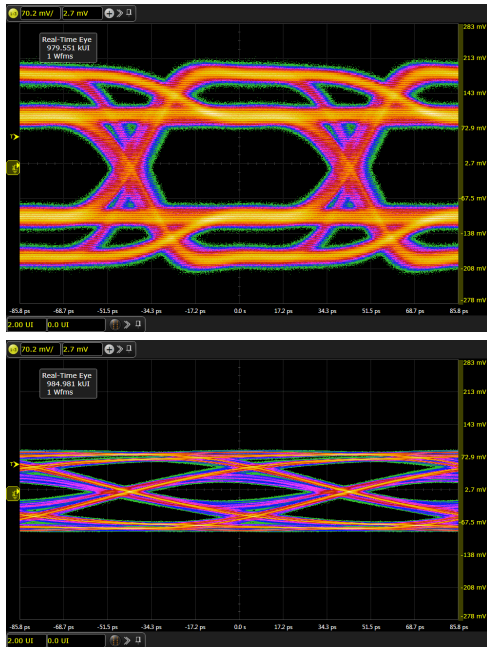 70.2 mV/ 2.7 mV
Real-Time Eye
979.551 kUI
1 Wfms
283 mV
213 mV
143 mV
72.9 mV
2.7 mV
-67.5 mV
-138 mV
-208 mV
-278 mV
-85.8 ps -68.7 ps -51.5 ps -34.3 ps -17.2 ps 0.0 s 17.2 ps 34.3 ps 51.5 ps 68.7 ps 85.8 ps
2.00 UI 0.0 UI
70.2 mV/ 2.7 mV
Real-Time Eye
984.981 kUI
1 Wfms
283 mV
213 mV
143 mV
72.9 mV
2.7 mV
-67.5 mV
-138 mV
-208 mV
-278 mV
-85.8 ps -68.7 ps -51.5 ps -34.3 ps -17.2 ps 0.0 s 17.2 ps 34.3 ps 51.5 ps 68.7 ps 85.8 ps
2.00 UI 0.0 UI